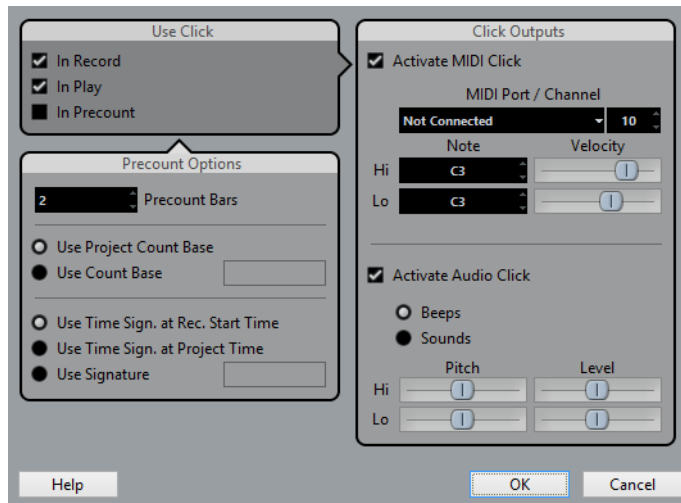 Use Click
In Record
In Play
In Precount
Precount Options
2 Precount Bars
Use Project Count Base
Use Count Base
Use Time Sign. at Rec. Start Time
Use Time Sign. at Project Time
Use Signature
Click Outputs
Activate MIDI Click
MIDI Port / Channel
Not Connected 10
Note Velocity
Hi C3
Lo C3
Activate Audio Click
Beeps
Sounds
Pitch Level
Hi
Lo
Help OK Cancel